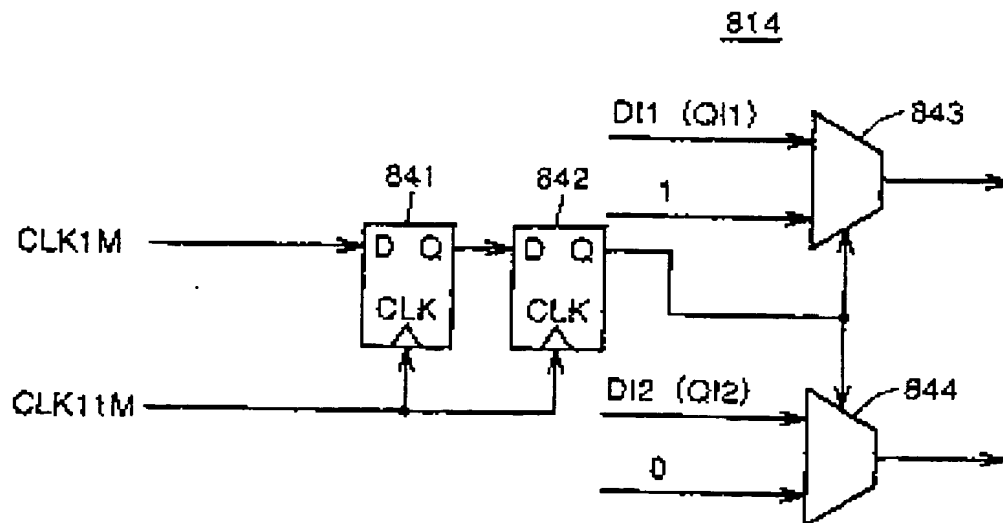 814
DI1 (QI1)
843
1
841
842
CLK1M
D Q
D Q
CLK
CLK
CLK11M
DI2 (QI2)
844
0